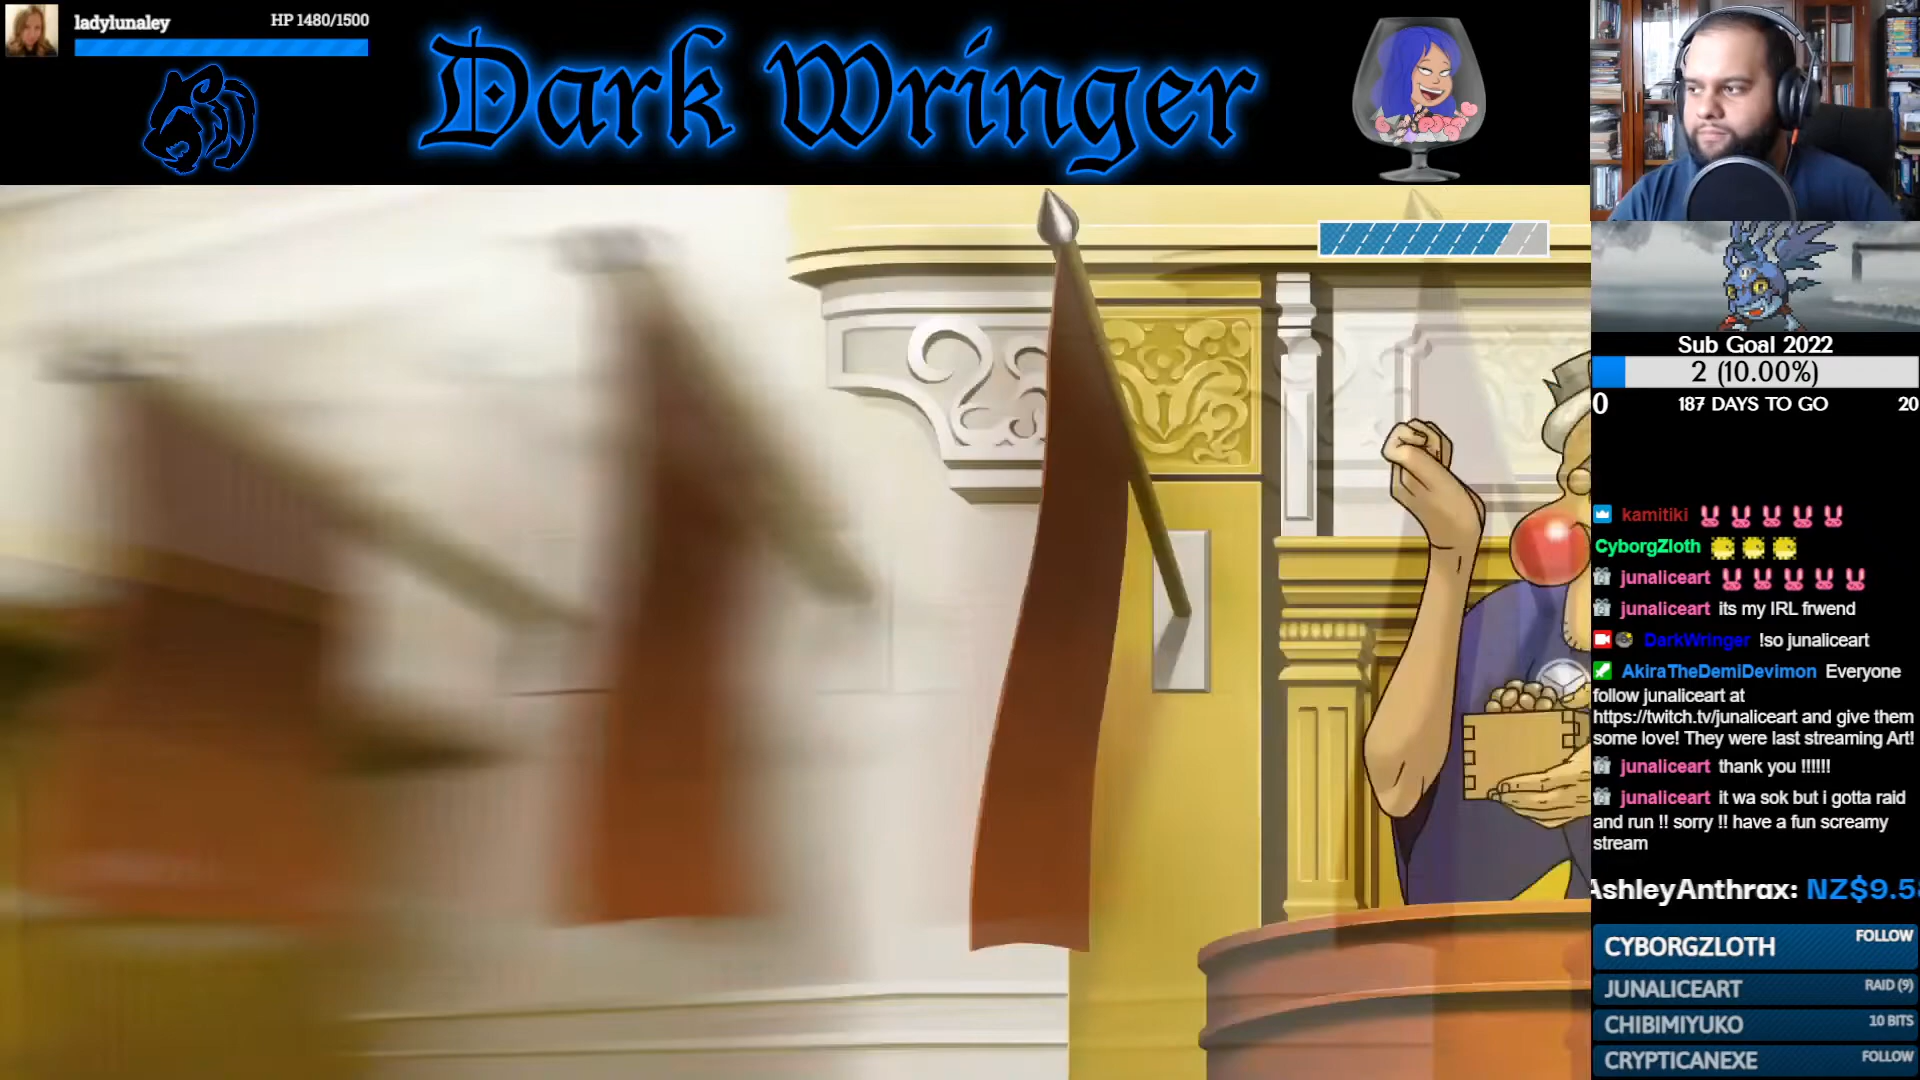 ladylunaley HP 1480/1500
Dark Wringer
Sub Goal 2022
2 (10.00%)
0 187 DAYS TO GO 20
kamitiki
CyborgZloth
junaliceart
junaliceart its my IRL frwend
DarkWringer !so junaliceart
AkiraTheDemiDevimon Everyone
follow junaliceart at
https://twitch.tv/junaliceart and give them
some love! They were last streaming Art!
junaliceart thank you !!!!!!
junaliceart it wa sok but i gotta raid
and run !! sorry !! have a fun screamy
stream
AshleyAnthrax: NZ$9.5
CYBORGZLOTH FOLLOW
JUNALICEART RAID (9)
CHIBIMIYUKO 10 BITS
CRYPTICANEXE FOLLOW